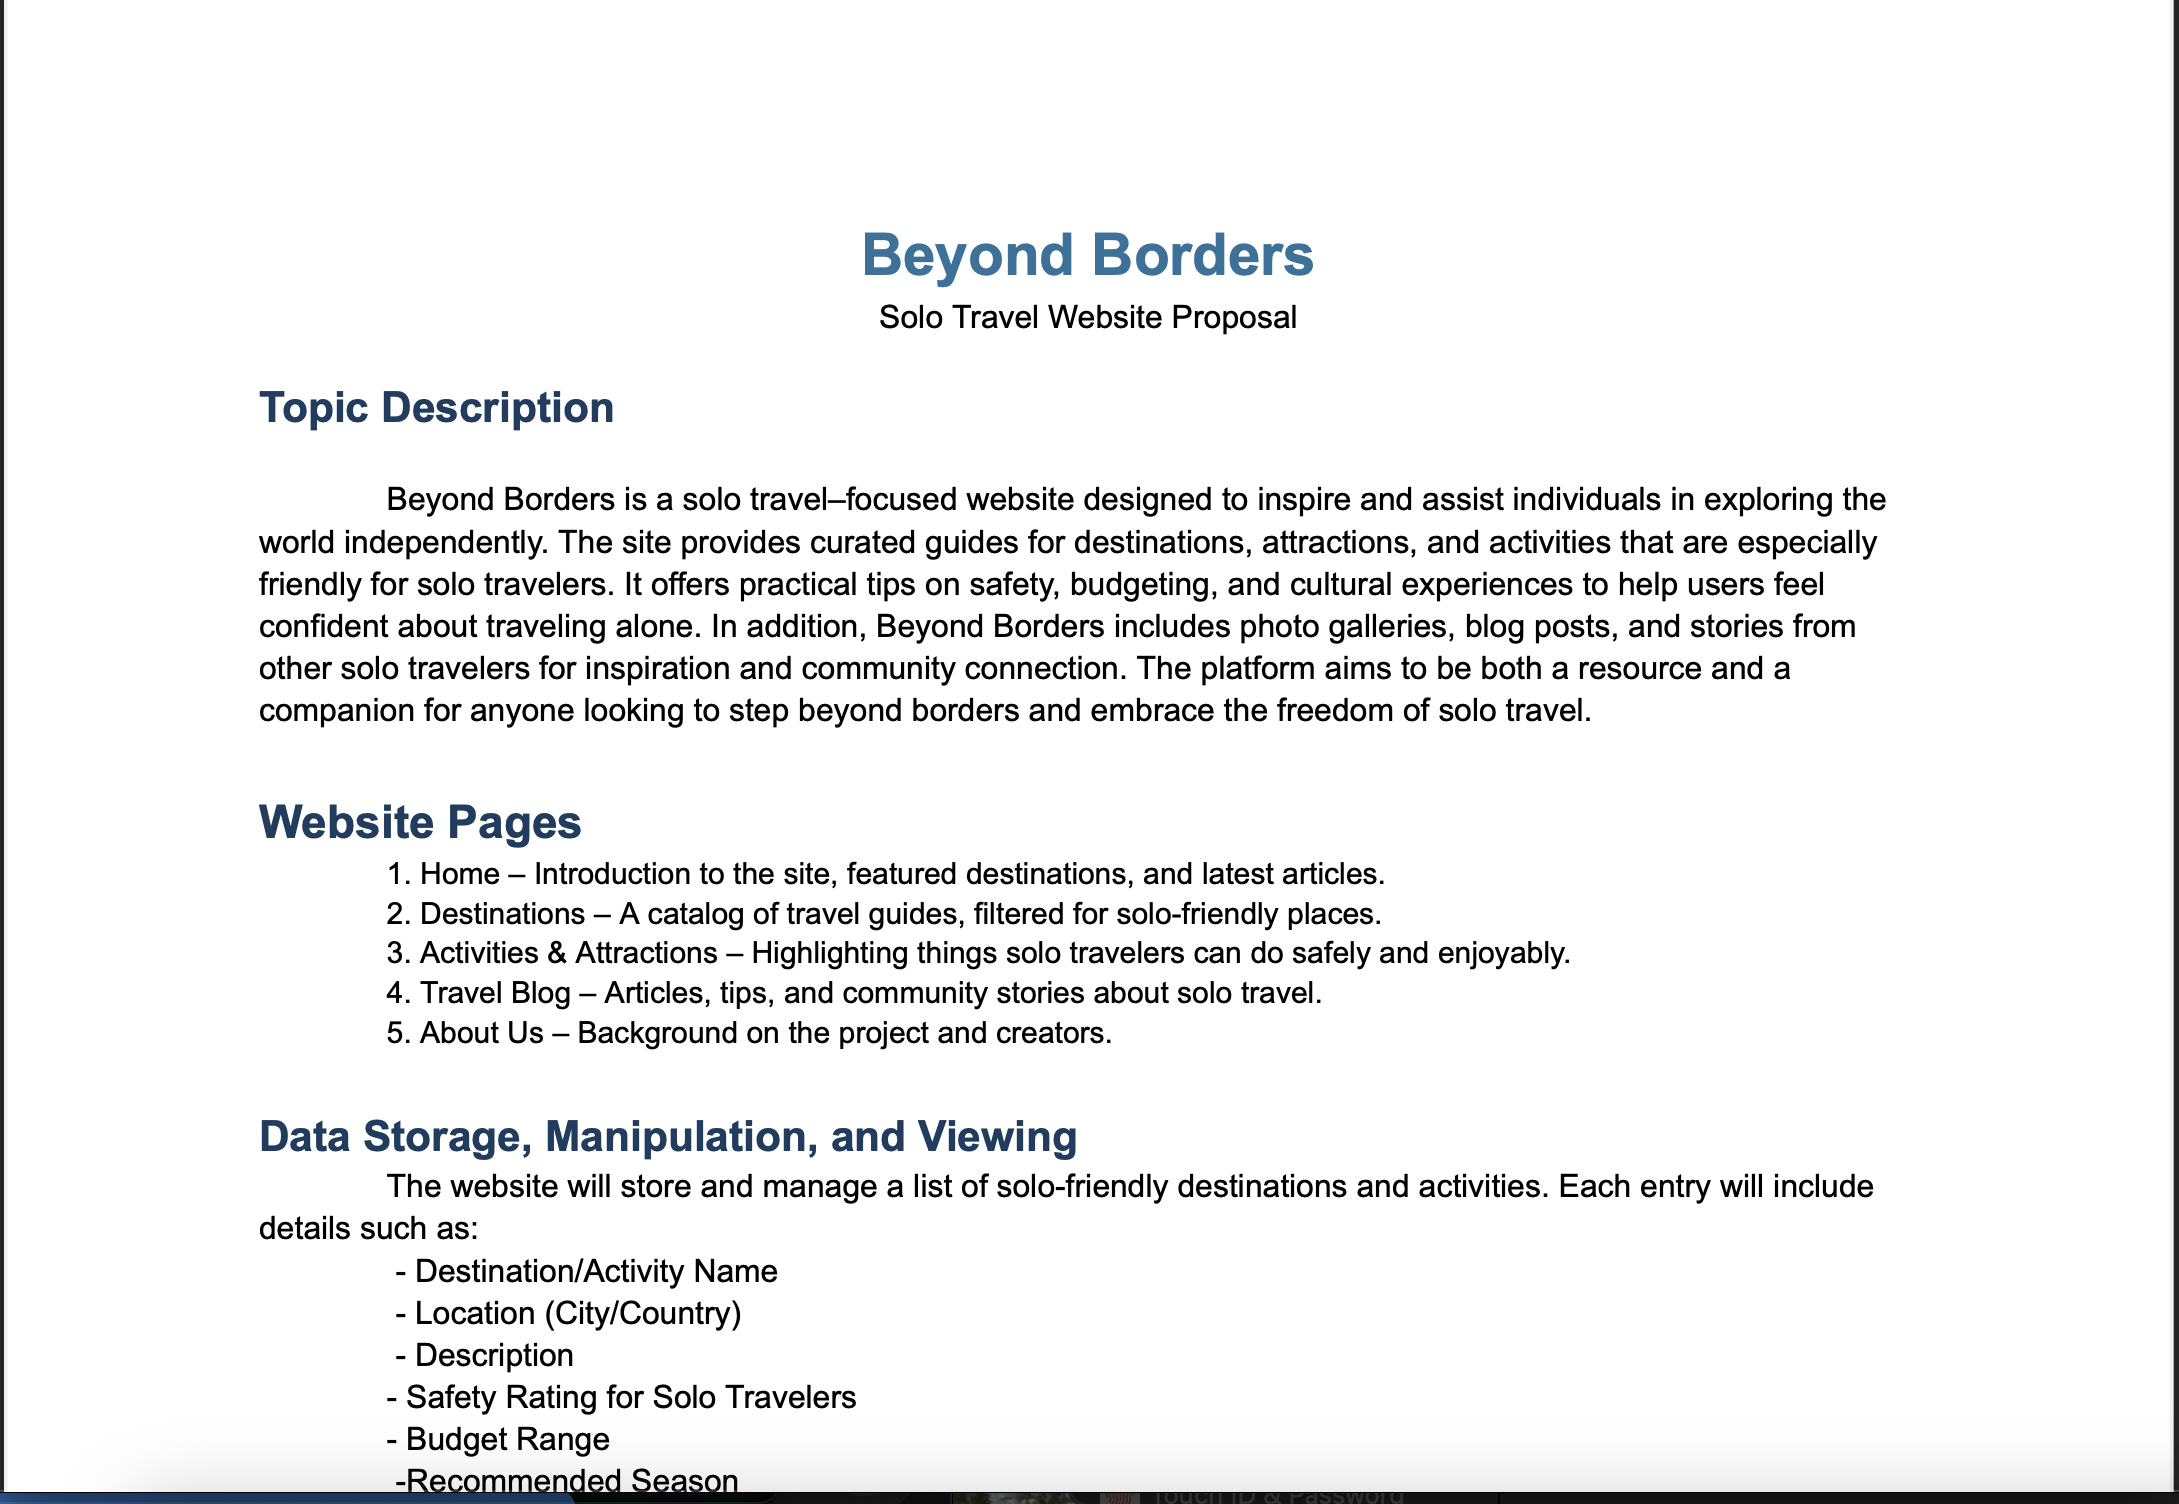 Beyond Borders
Solo Travel Website Proposal
Topic Description
Beyond Borders is a solo travel–focused website designed to inspire and assist individuals in exploring the
world independently. The site provides curated guides for destinations, attractions, and activities that are especially
friendly for solo travelers. It offers practical tips on safety, budgeting, and cultural experiences to help users feel
confident about traveling alone. In addition, Beyond Borders includes photo galleries, blog posts, and stories from
other solo travelers for inspiration and community connection. The platform aims to be both a resource and a
companion for anyone looking to step beyond borders and embrace the freedom of solo travel.
Website Pages
1. Home – Introduction to the site, featured destinations, and latest articles.
2. Destinations – A catalog of travel guides, filtered for solo-friendly places.
3. Activities & Attractions – Highlighting things solo travelers can do safely and enjoyably.
4. Travel Blog – Articles, tips, and community stories about solo travel.
5. About Us – Background on the project and creators.
Data Storage, Manipulation, and Viewing
The website will store and manage a list of solo-friendly destinations and activities. Each entry will include
details such as:
- Destination/Activity Name
- Location (City/Country)
- Description
- Safety Rating for Solo Travelers
- Budget Range
-Recommended Season
Touch ID & Password